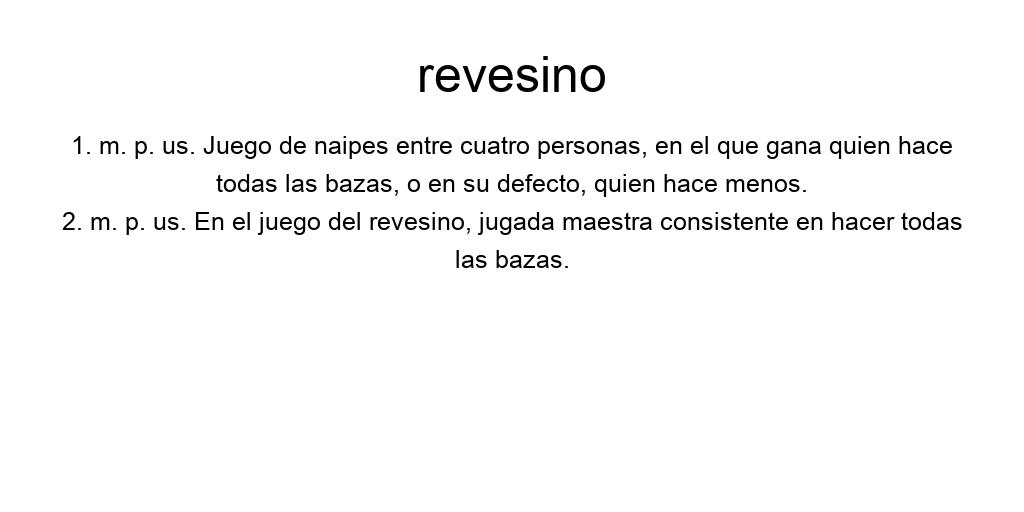 revesino
1. m. p. us. Juego de naipes entre cuatro personas, en el que gana quien hace
todas las bazas, o en su defecto, quien hace menos.
2. m. p. us. En el juego del revesino, jugada maestra consistente en hacer todas
las bazas.